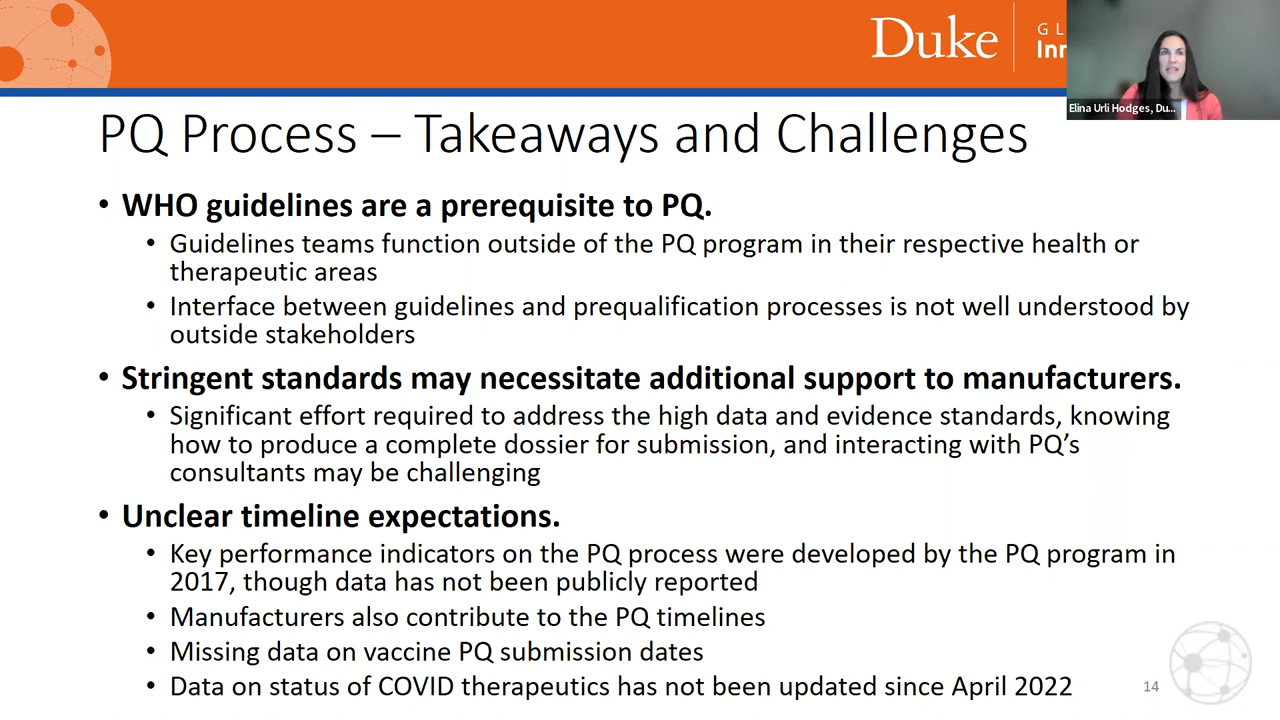 Duke
GL
Inn
Elina Urli Hodges, Du...
PQ Process – Takeaways and Challenges
• WHO guidelines are a prerequisite to PQ.
• Guidelines teams function outside of the PQ program in their respective health or
therapeutic areas
• Interface between guidelines and prequalification processes is not well understood by
outside stakeholders
• Stringent standards may necessitate additional support to manufacturers.
• Significant effort required to address the high data and evidence standards, knowing
how to produce a complete dossier for submission, and interacting with PQ’s
consultants may be challenging
• Unclear timeline expectations.
• Key performance indicators on the PQ process were developed by the PQ program in
2017, though data has not been publicly reported
• Manufacturers also contribute to the PQ timelines
• Missing data on vaccine PQ submission dates
• Data on status of COVID therapeutics has not been updated since April 2022
14